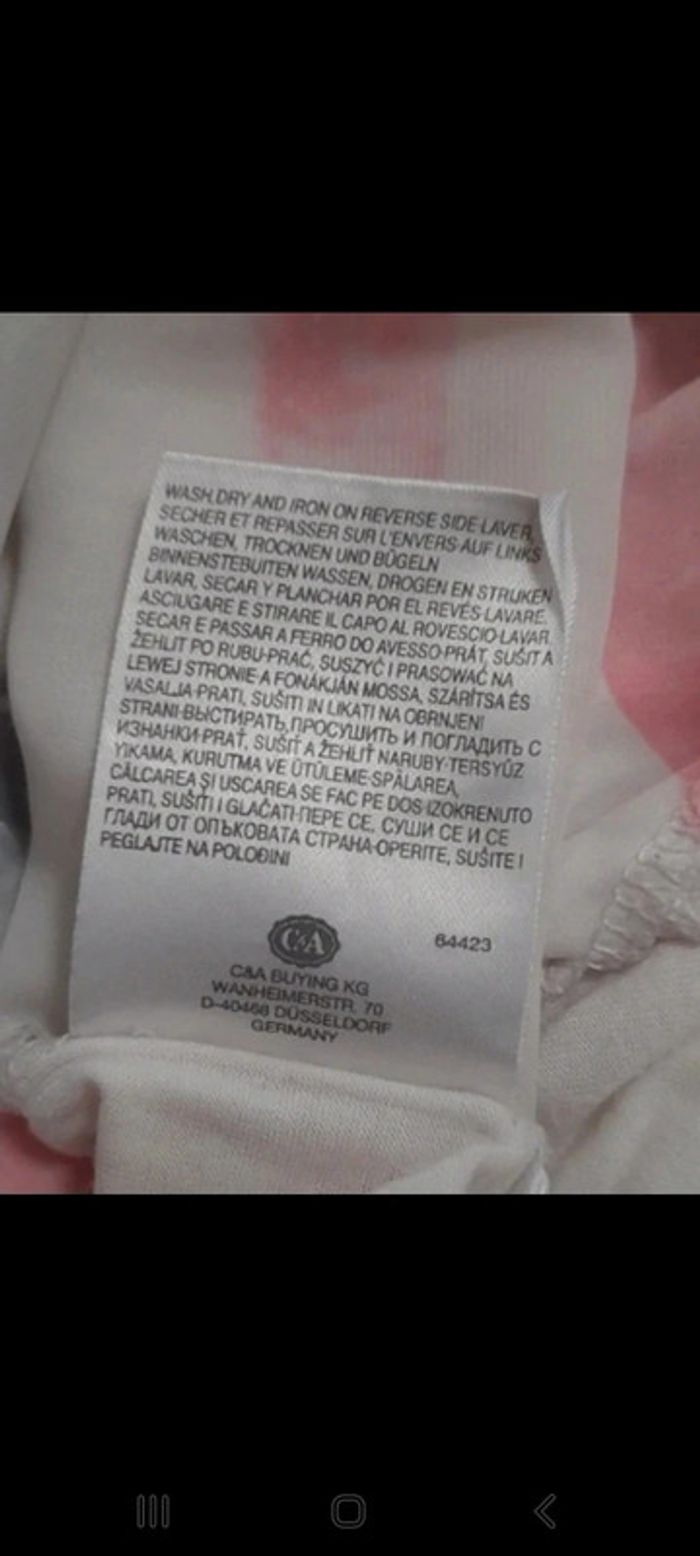 WASH,DRY AND IRON ON REVERSE SIDE·LAVER,
SECHER ET REPASSER SUR L'ENVERS·AUF LINKS
WASCHEN, TROCKNEN UND BÜGELN
BINNENSTEBUITEN WASSEN, DROGEN EN STRIJKEN
LAVAR, SECAR Y PLANCHAR POR EL REVÉS·LAVARE,
ASCIUGARE E STIRARE IL CAPO AL ROVESCIO·LAVAR,
SECAR E PASSAR A FERRO DO AVESSO·PRÁT, SUŠIT A
ŽEHLIT PO RUBU·PRAĆ, SUSZYĆ I PRASOWAĆ NA
LEWEJ STRONIE·A FONÁKJÁN MOSSA, SZÁRÍTSA ÉS
VASALJA·PRATI, SUŠITI IN LIKATI NA OBRNJENI
STRANI·ВЫСТИРАТЬ,ПРОСУШИТЬ И ПОГЛАДИТЬ С
ИЗНАНКИ·PRAŤ, SUŠIŤ A ŽEHLIŤ NARUBY·TERSYÜZ
YIKAMA, KURUTMA VE ÜTÜLEME·SPĂLAREA,
CĂLCAREA ŞI USCAREA SE FAC PE DOS·IZOKRENUTO
PRATI, SUŠITI I GLAČATI·ПЕРЕ СЕ, СУШИ СЕ И СЕ
ГЛАДИ ОТ ОПЪКОВАТА СТРАНА·OPERITE, SUŠITE I
PEGLAJTE NA POLOĐINI
C&A
64423
C&A BUYING KG
WANHEIMERSTR. 70
D-40468 DÜSSELDORF
GERMANY